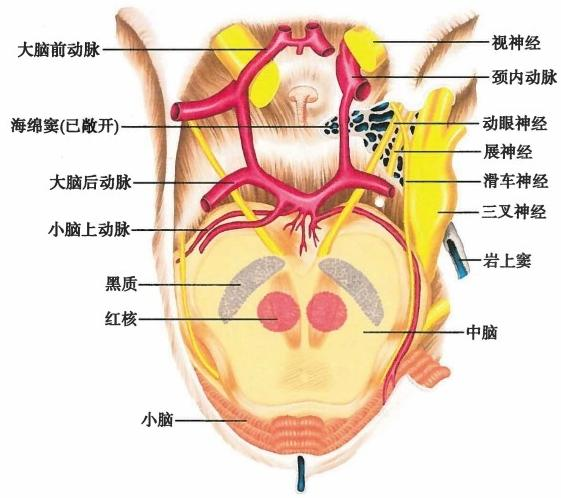 大脑前动脉
海绵窦(已敞开)
大脑后动脉
小脑上动脉
黑质
红核
小脑
视神经
颈内动脉
动眼神经
展神经
滑车神经
三叉神经
岩上窦
中脑